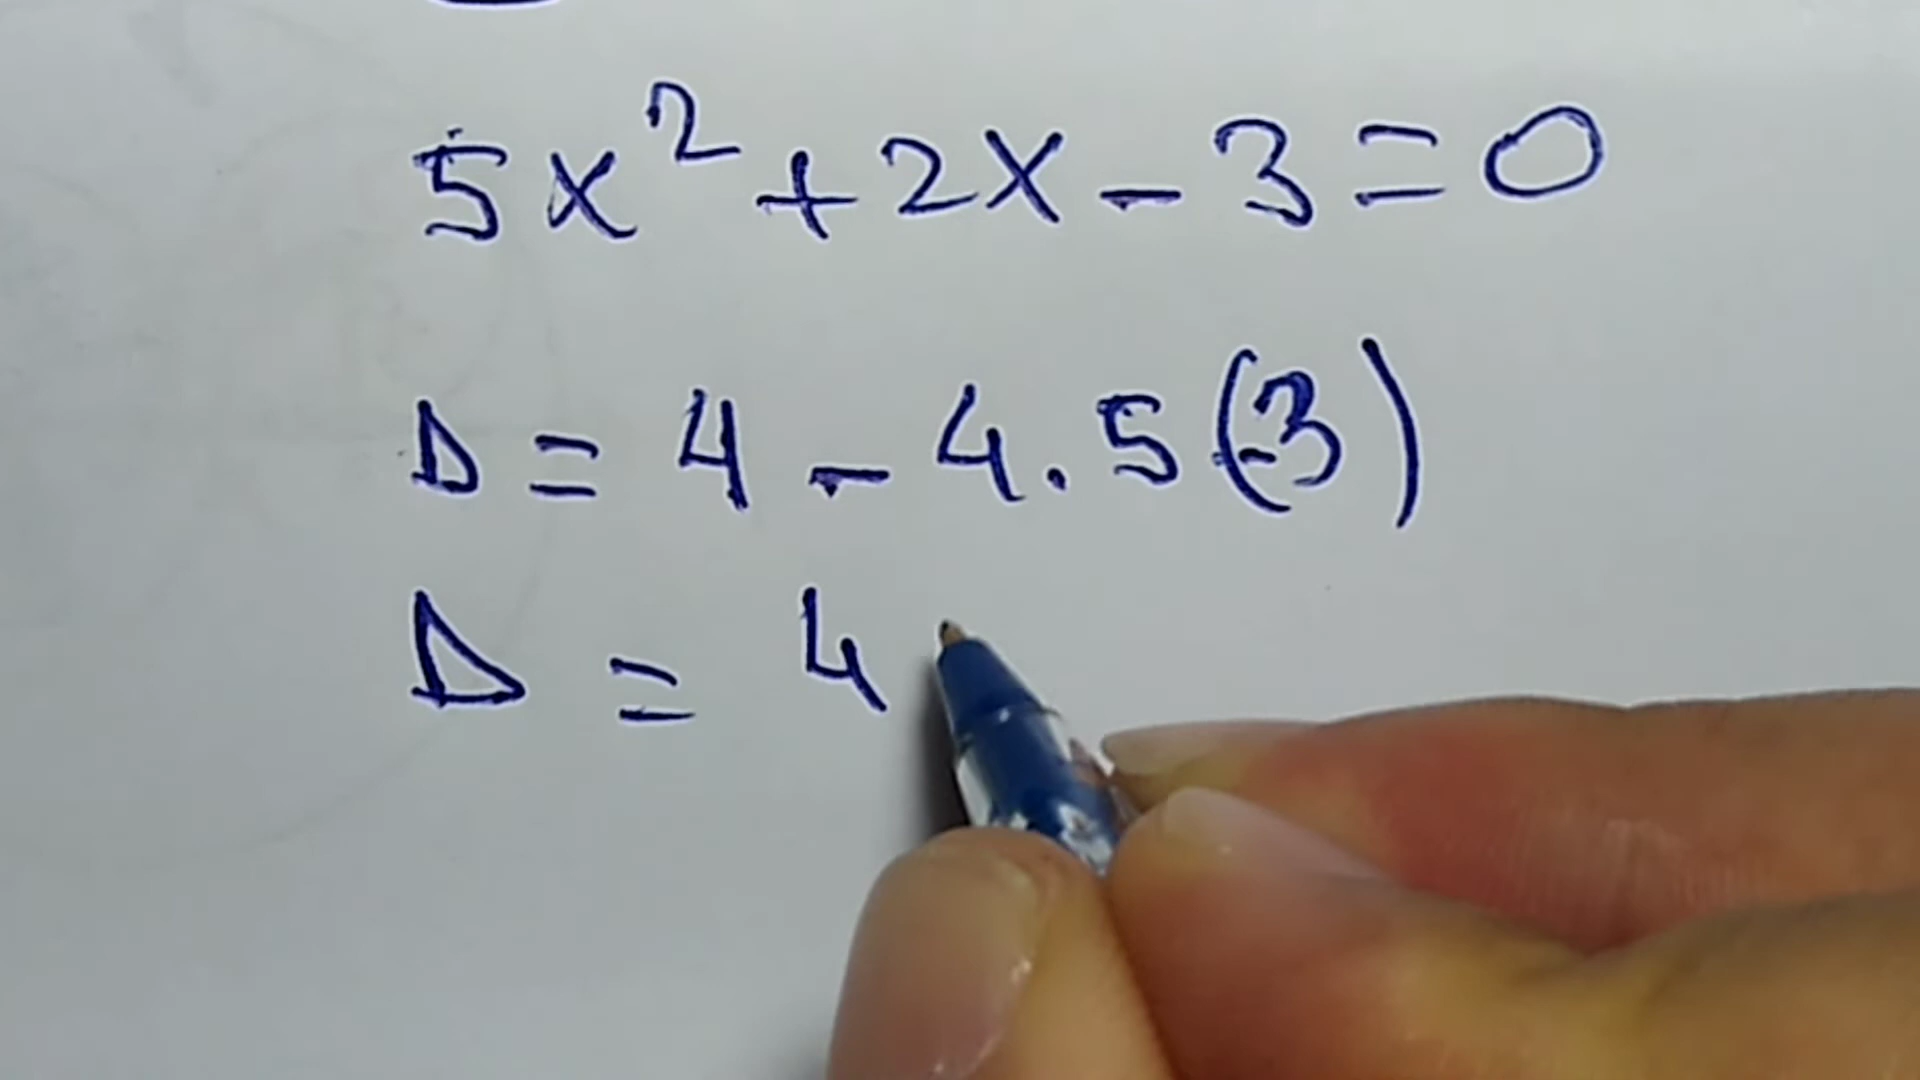 5x² + 2x - 3 = 0
Δ = 4 - 4.5(-3)
Δ = 4